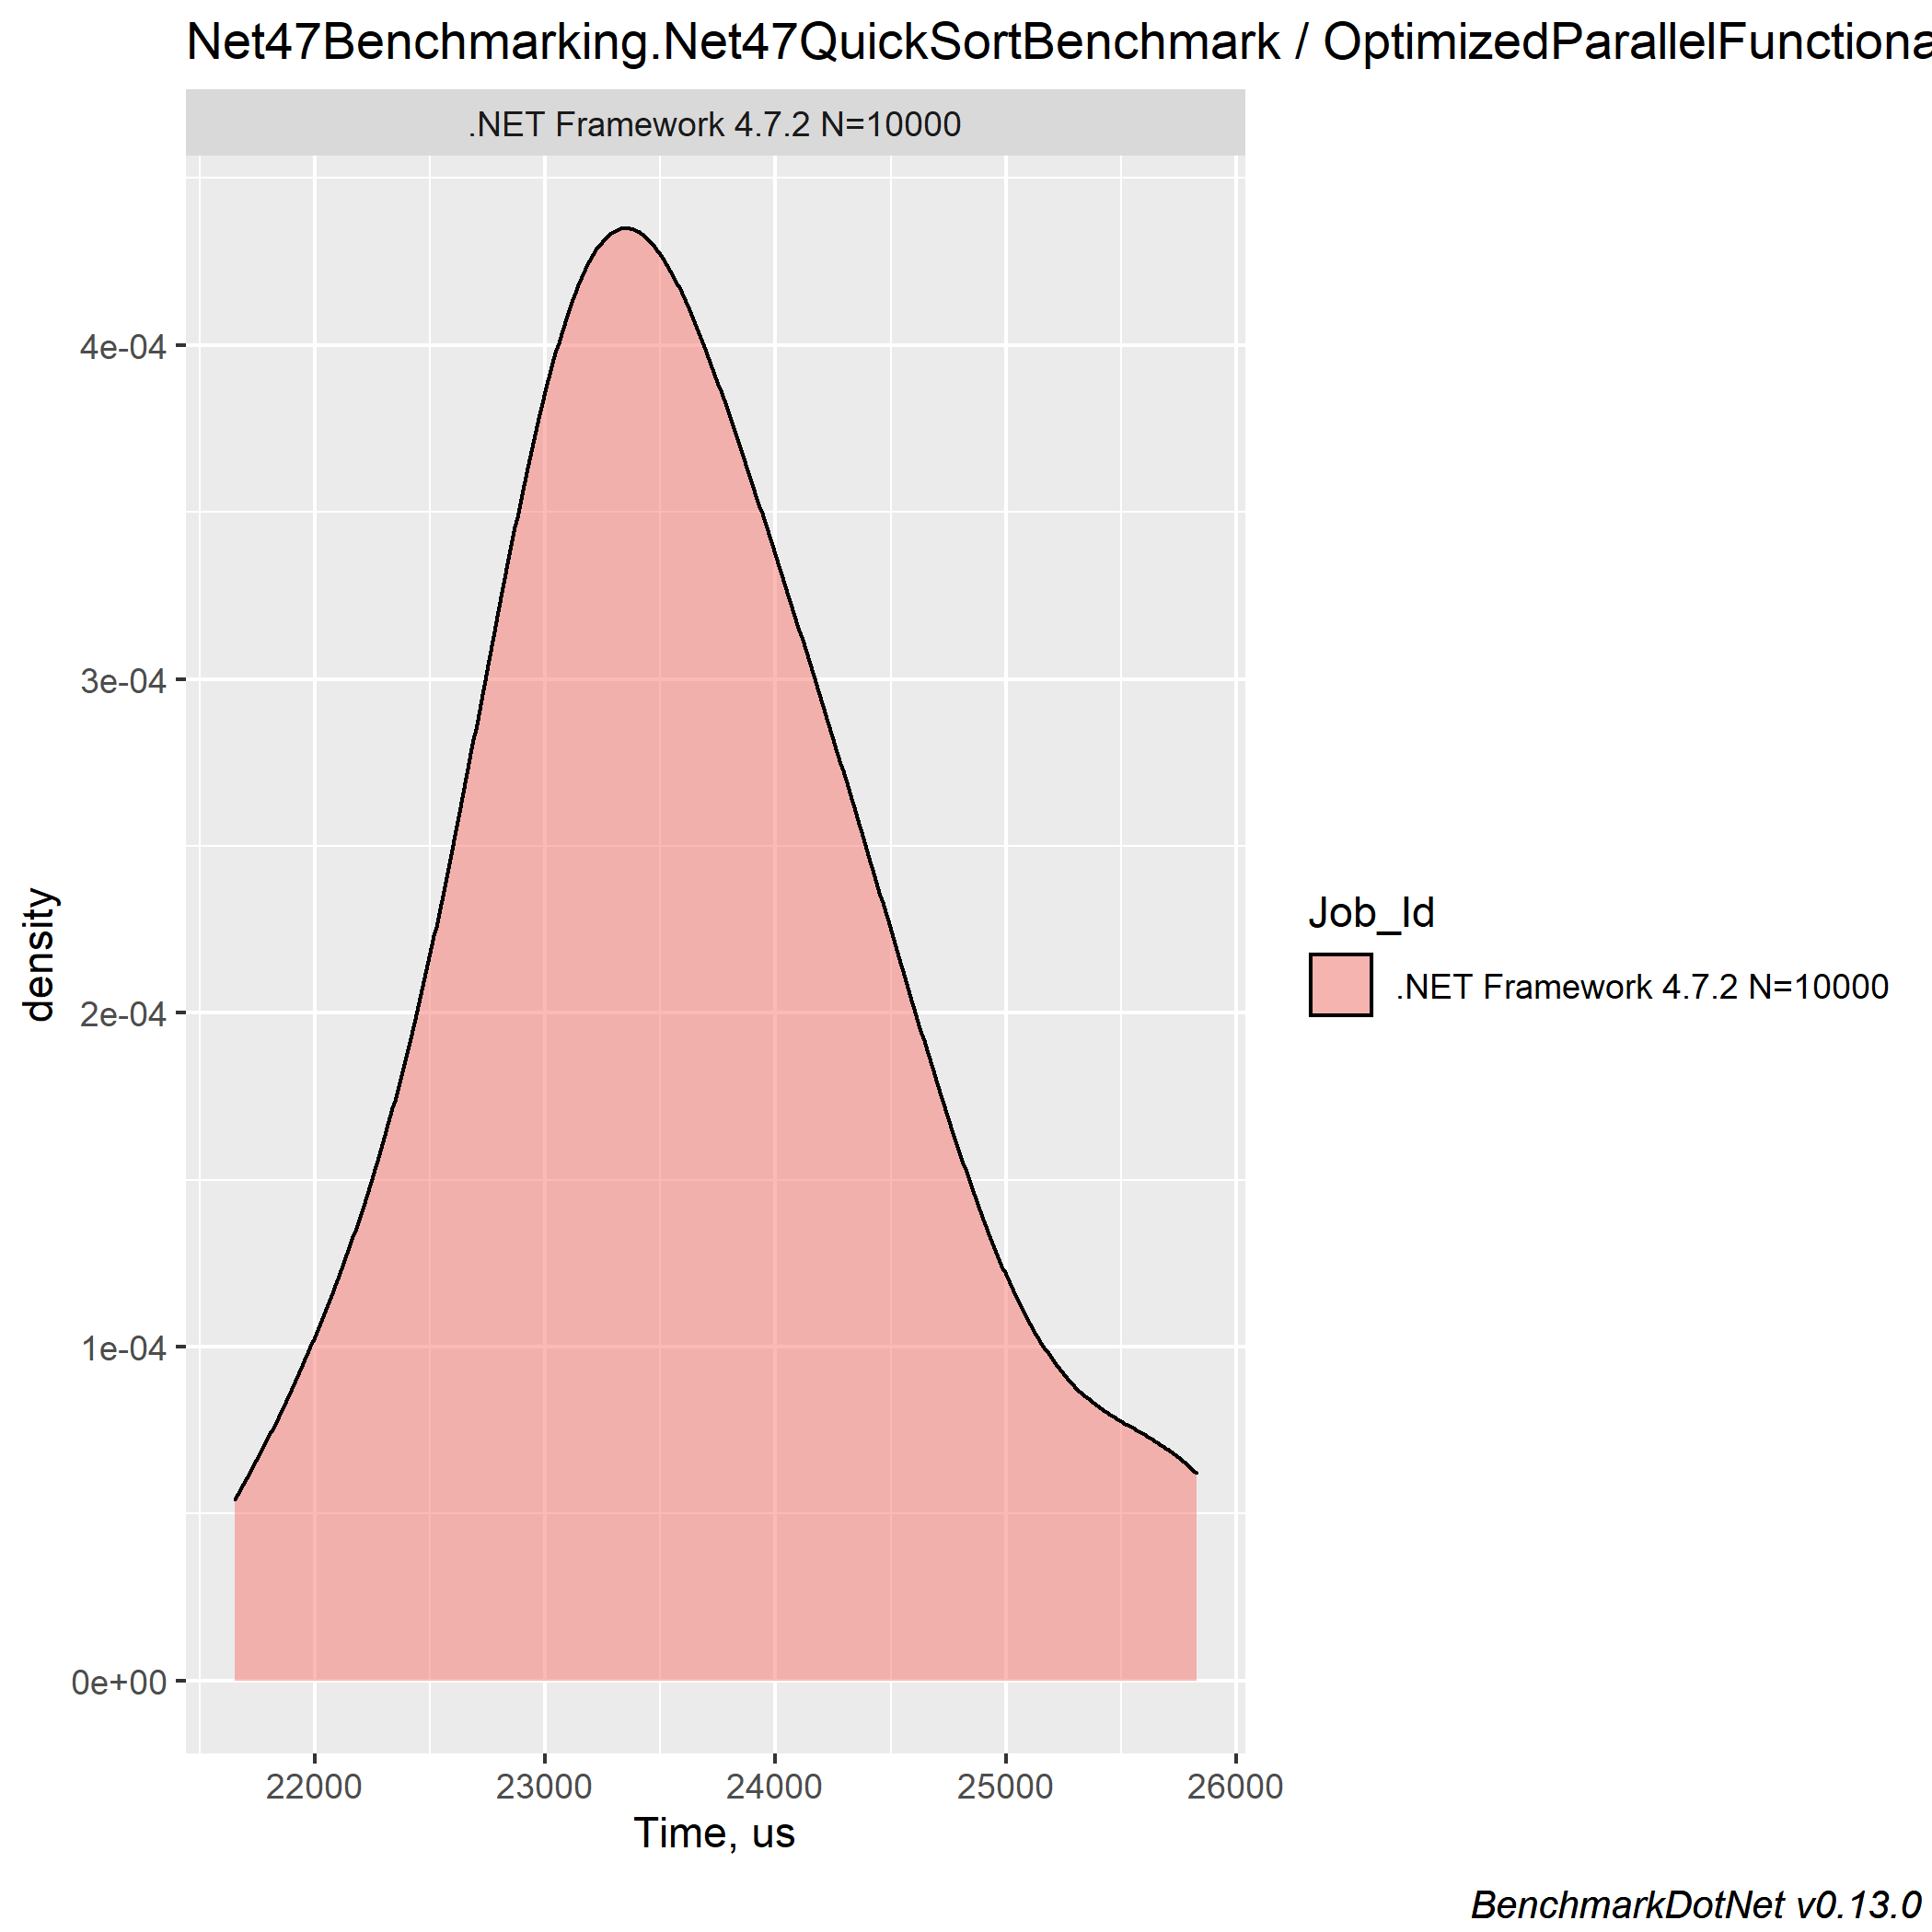 Net47Benchmarking.Net47QuickSortBenchmark / OptimizedParallelFunctiona
.NET Framework 4.7.2 N=10000
4e-04
3e-04
2e-04
1e-04
0e+00
density
22000 23000 24000 25000 26000
Time, us
Job_Id
.NET Framework 4.7.2 N=10000
BenchmarkDotNet v0.13.0